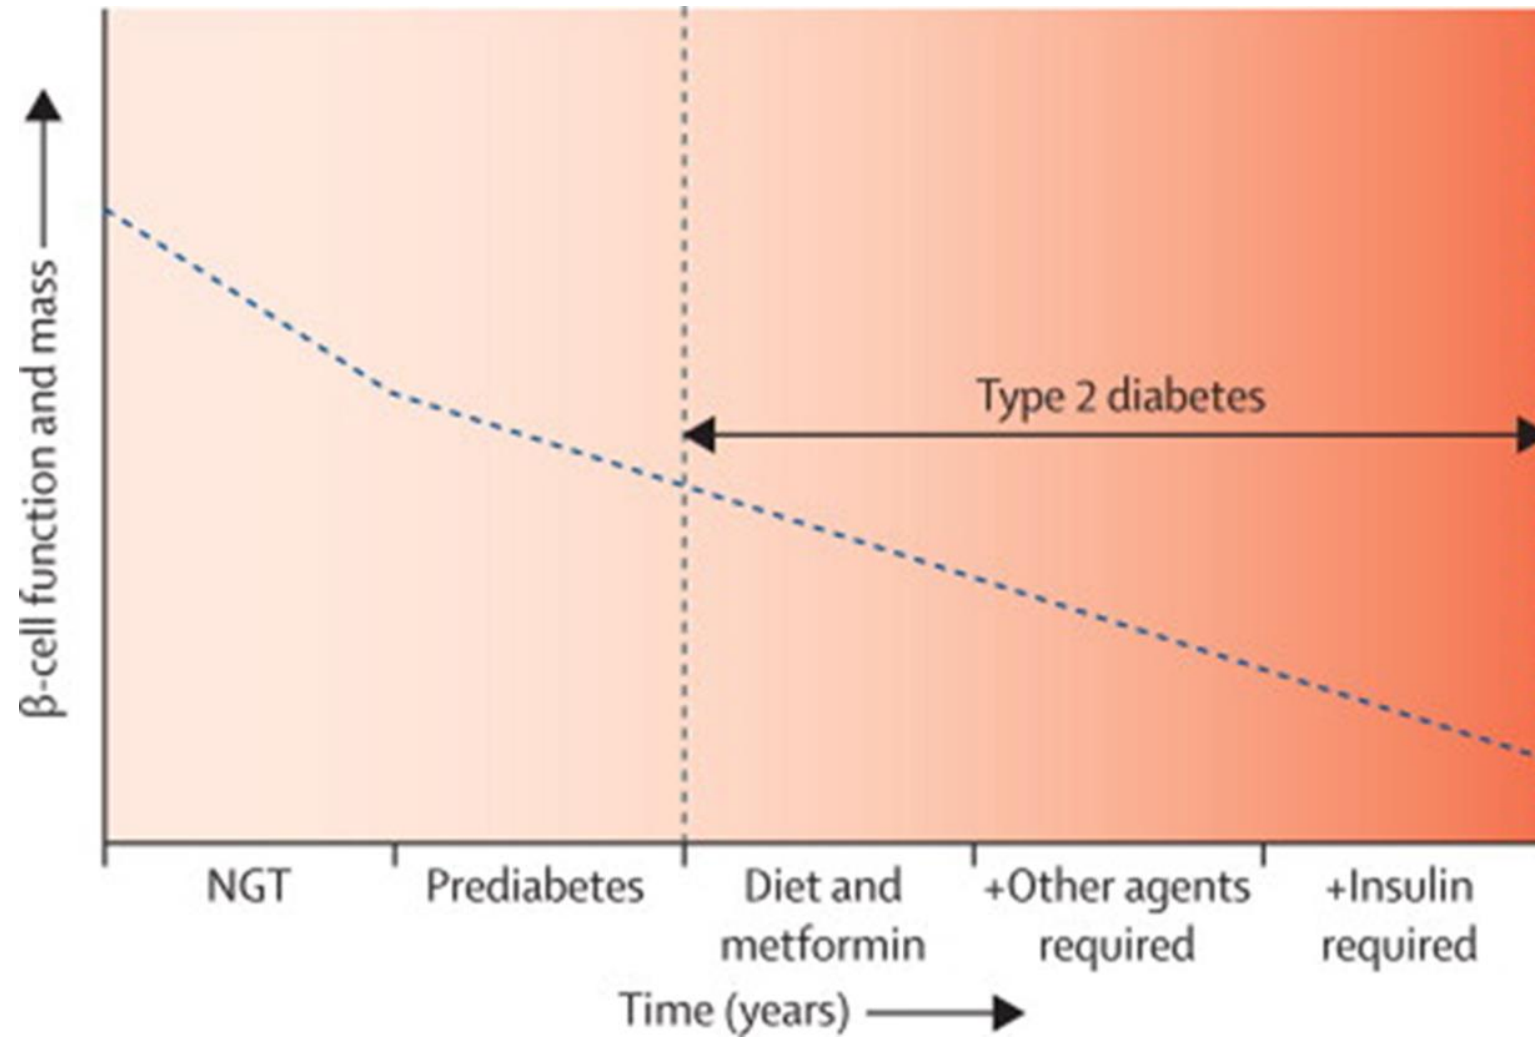 β-cell function and mass
Type 2 diabetes
NGT
Prediabetes
Diet and
metformin
+Other agents
required
+Insulin
required
Time (years)